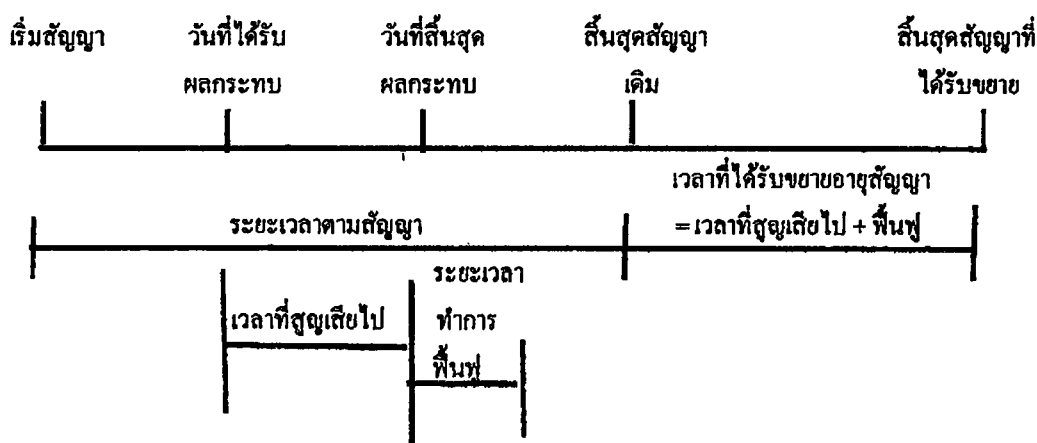 เริ่มสัญญา วันที่ได้รับ วันที่สิ้นสุด สิ้นสุดสัญญา สิ้นสุดสัญญาที่
ผลกระทบ ผลกระทบ เดิม ได้รับขยาย
เวลาที่ได้รับขยายอายุสัญญา
ระยะเวลาตามสัญญา = เวลาที่สูญเสียไป + ฟื้นฟู
ระยะเวลา
เวลาที่สูญเสียไป ทำการ
ฟื้นฟู